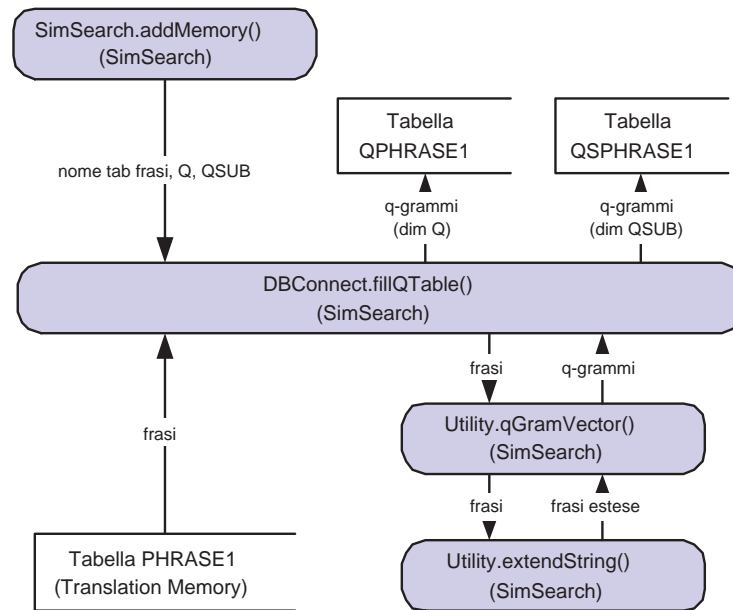 SimSearch.addMemory()
(SimSearch)
Tabella
QPHRASE1
Tabella
QSPHRASE1
nome tab frasi, Q, QSUB
q-grammi
(dim Q)
q-grammi
(dim QSUB)
DBConnect.fillQTable()
(SimSearch)
frasi
q-grammi
frasi
Utility.qGramVector()
(SimSearch)
frasi
frasi estese
Tabella PHRASE1
(Translation Memory)
Utility.extendString()
(SimSearch)